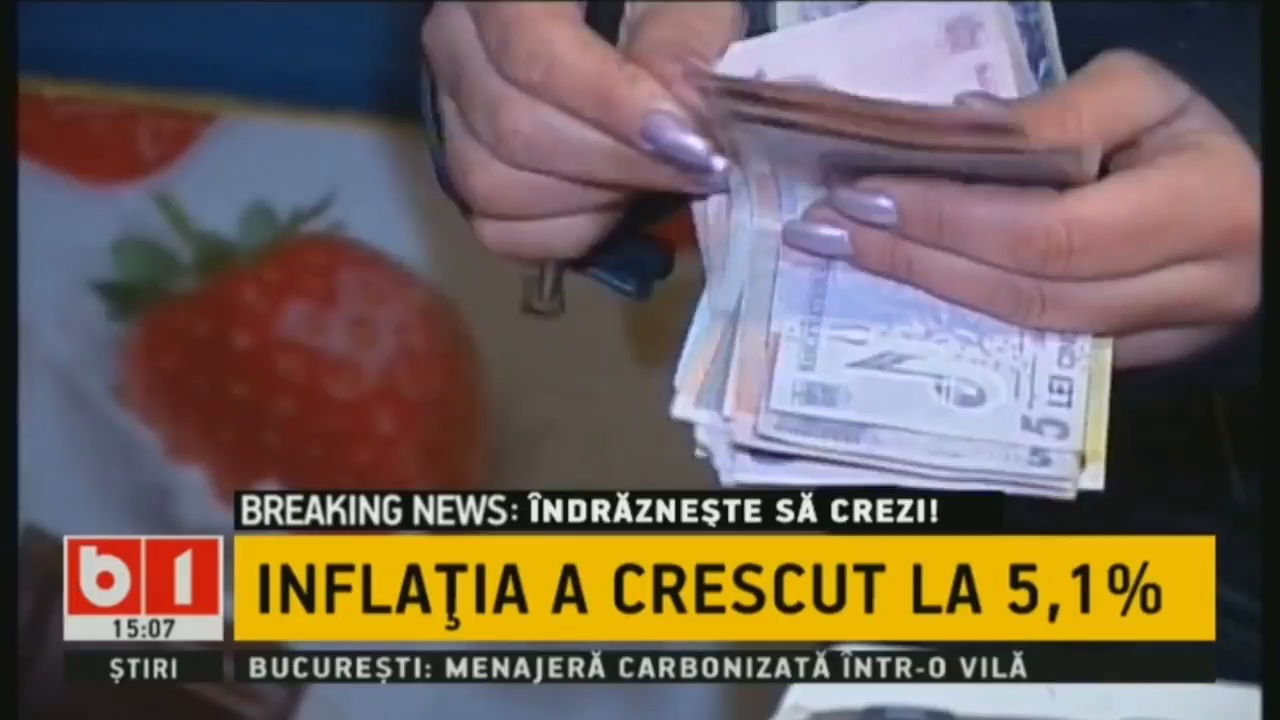 5 LEI
5
BREAKING NEWS: ÎNDRĂZNEŞTE SĂ CREZI!
b1
INFLAŢIA A CRESCUT LA 5,1%
15:07
ŞTIRI
BUCUREŞTI: MENAJERĂ CARBONIZATĂ ÎNTR-O VILĂ